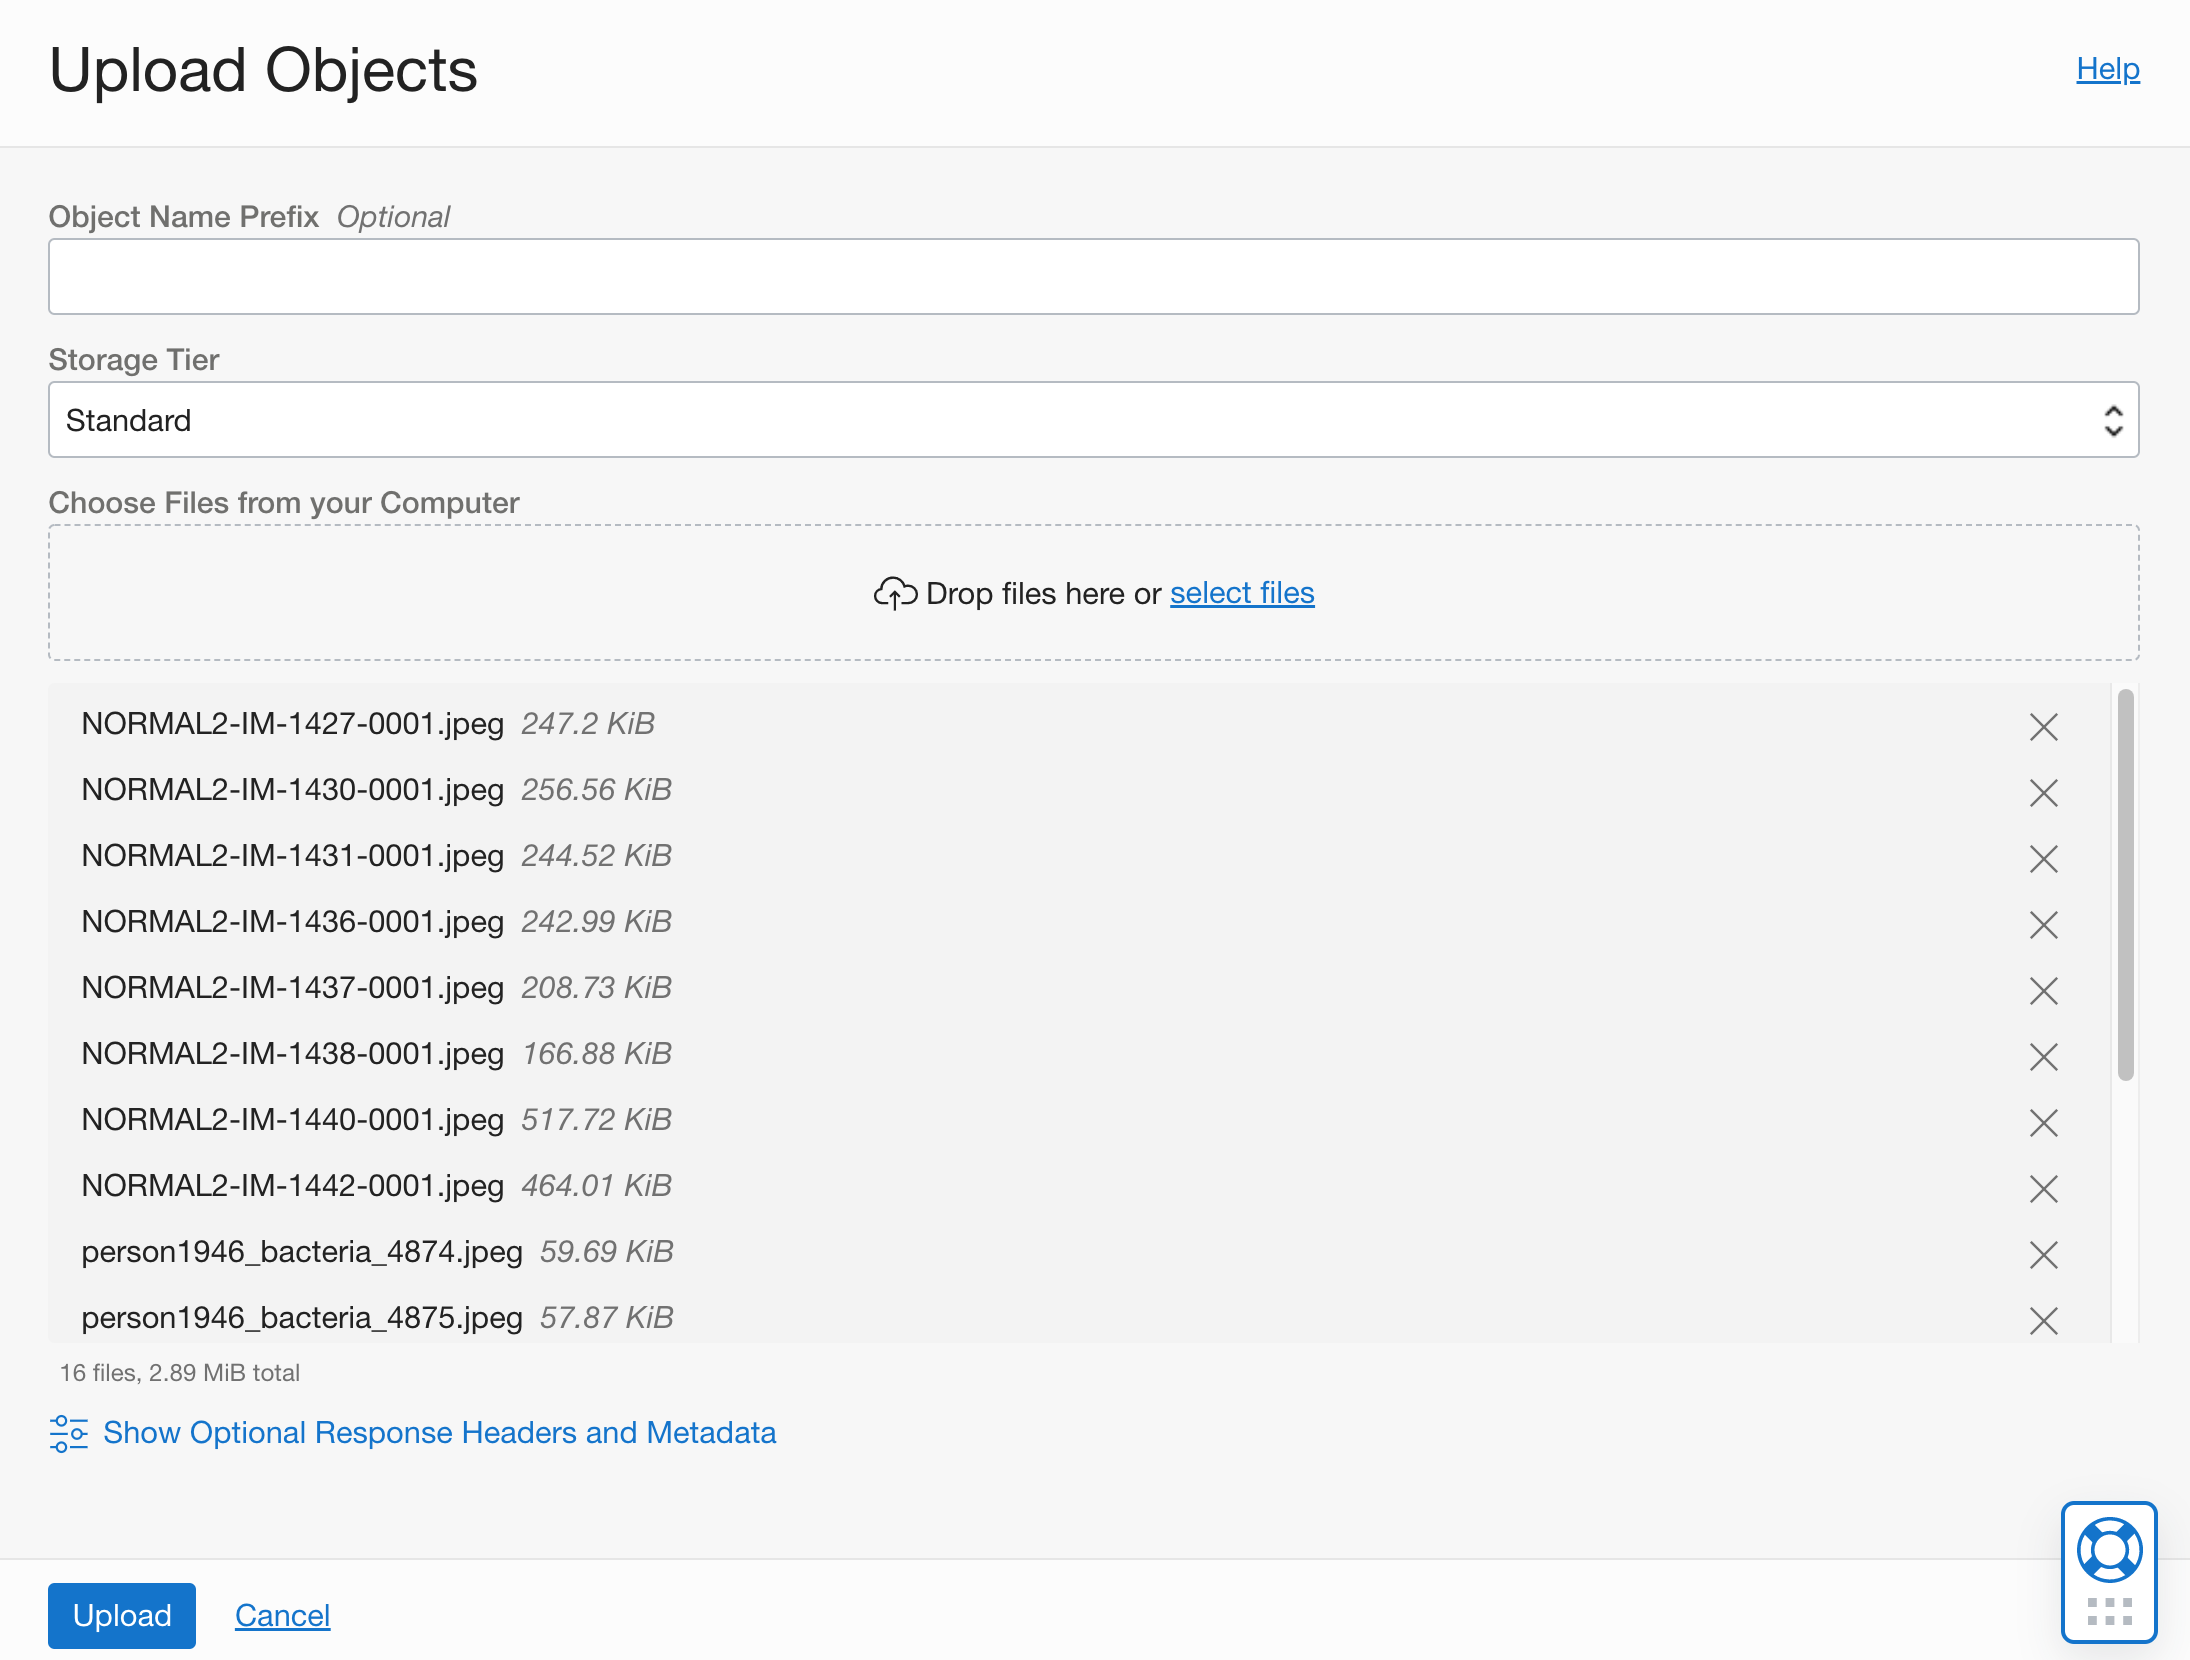 Upload Objects
Help
Object Name Prefix Optional
Storage Tier
Standard
Choose Files from your Computer
Drop files here or select files
NORMAL2-IM-1427-0001.jpeg 247.2 KiB
NORMAL2-IM-1430-0001.jpeg 256.56 KiB
NORMAL2-IM-1431-0001.jpeg 244.52 KiB
NORMAL2-IM-1436-0001.jpeg 242.99 KiB
NORMAL2-IM-1437-0001.jpeg 208.73 KiB
NORMAL2-IM-1438-0001.jpeg 166.88 KiB
NORMAL2-IM-1440-0001.jpeg 517.72 KiB
NORMAL2-IM-1442-0001.jpeg 464.01 KiB
person1946_bacteria_4874.jpeg 59.69 KiB
person1946_bacteria_4875.jpeg 57.87 KiB
16 files, 2.89 MiB total
Show Optional Response Headers and Metadata
Upload
Cancel